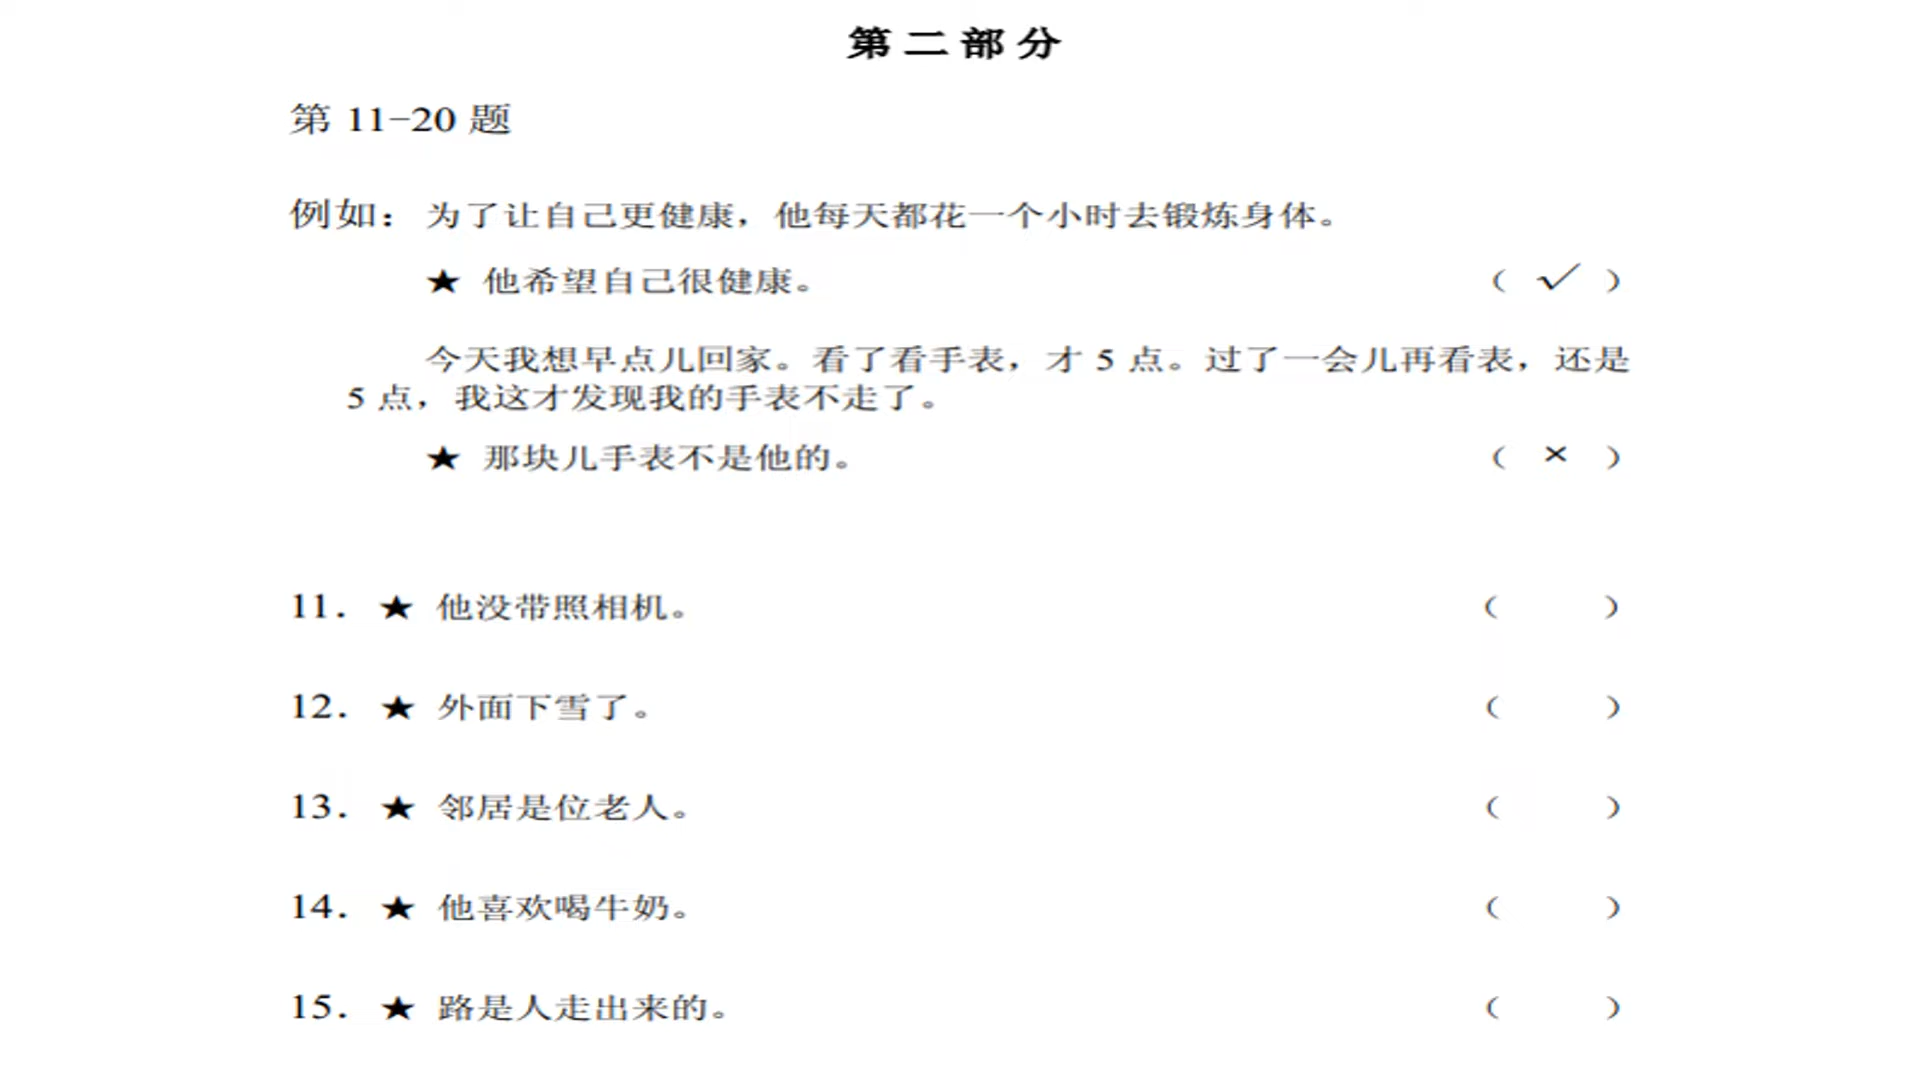 第二部分
第 11-20 题
例如：为了让自己更健康，他每天都花一个小时去锻炼身体。
★ 他希望自己很健康。 （ ✓ ）
今天我想早点儿回家。看了看手表，才 5 点。过了一会儿再看表，还是
5 点，我这才发现我的手表不走了。
★ 那块儿手表不是他的。 （ × ）
11．★ 他没带照相机。 （ ）
12．★ 外面下雪了。 （ ）
13．★ 邻居是位老人。 （ ）
14．★ 他喜欢喝牛奶。 （ ）
15．★ 路是人走出来的。 （ ）